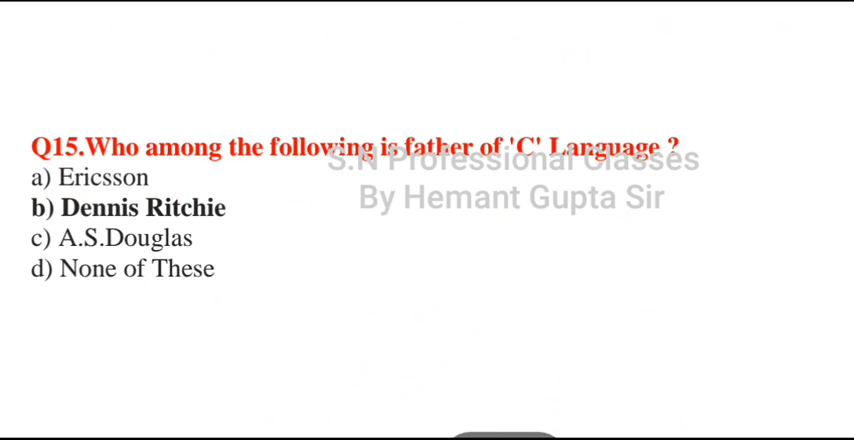 Q15.Who among the following is father of 'C' Language ?
S.N Professional Classes
a) Ericsson
By Hemant Gupta Sir
b) Dennis Ritchie
c) A.S.Douglas
d) None of These